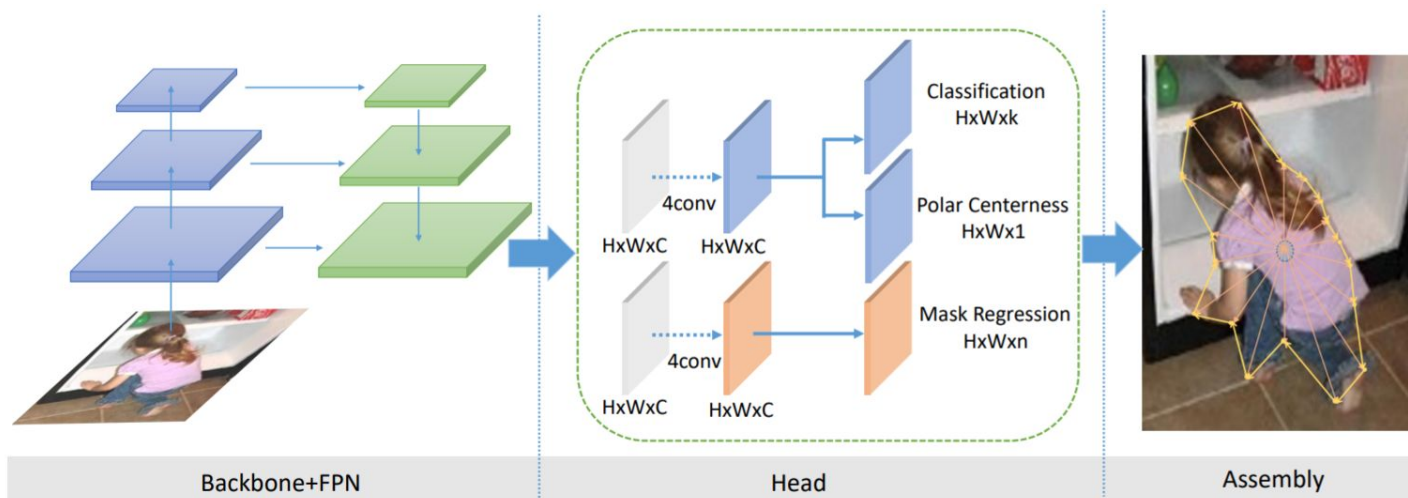 Classification
HxWxk
4conv
HxWxC
HxWxC
Polar Centerness
HxWx1
Mask Regression
HxWxn
4conv
HxWxC
HxWxC
Backbone+FPN
Head
Assembly